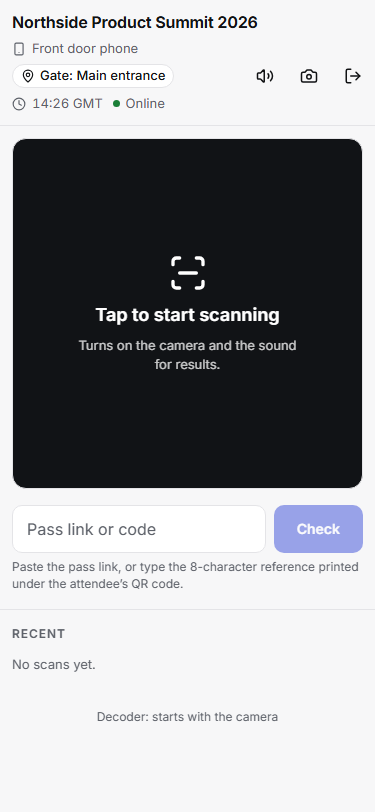 Northside Product Summit 2026
Front door phone
Gate: Main entrance
14:26 GMT Online
Tap to start scanning
Turns on the camera and the sound
for results.
Pass link or code
Check
Paste the pass link, or type the 8-character reference printed
under the attendee’s QR code.
RECENT
No scans yet.
Decoder: starts with the camera